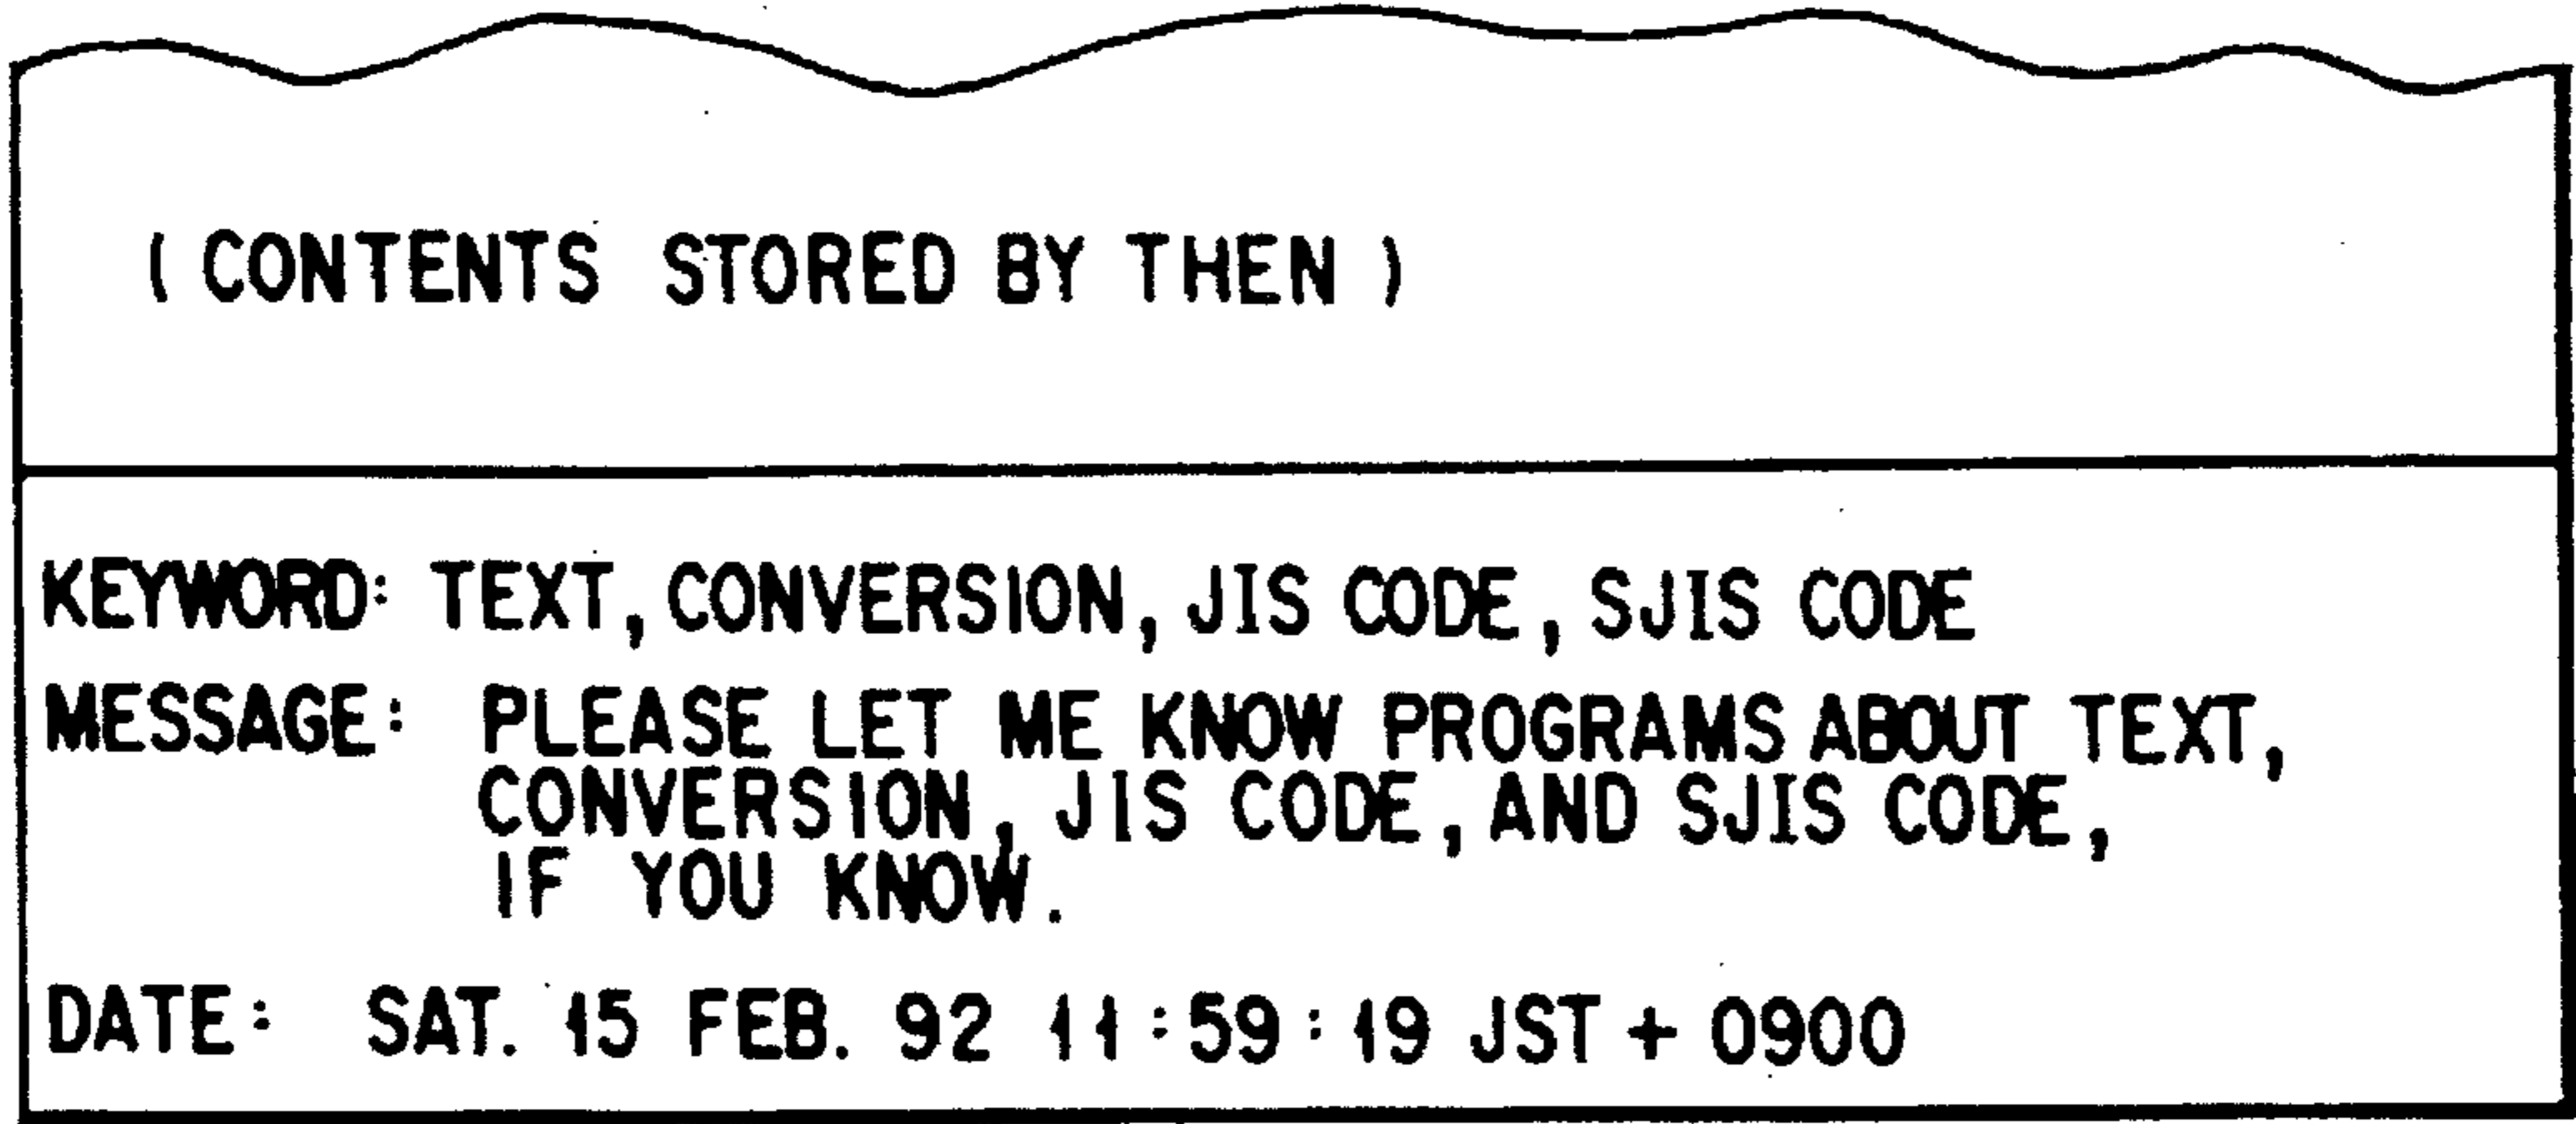 ( CONTENTS STORED BY THEN )
KEYWORD: TEXT, CONVERSION, JIS CODE, SJIS CODE
MESSAGE: PLEASE LET ME KNOW PROGRAMS ABOUT TEXT,
CONVERSION, JIS CODE, AND SJIS CODE,
IF YOU KNOW.
DATE: SAT. 15 FEB. 92 11:59:19 JST + 0900